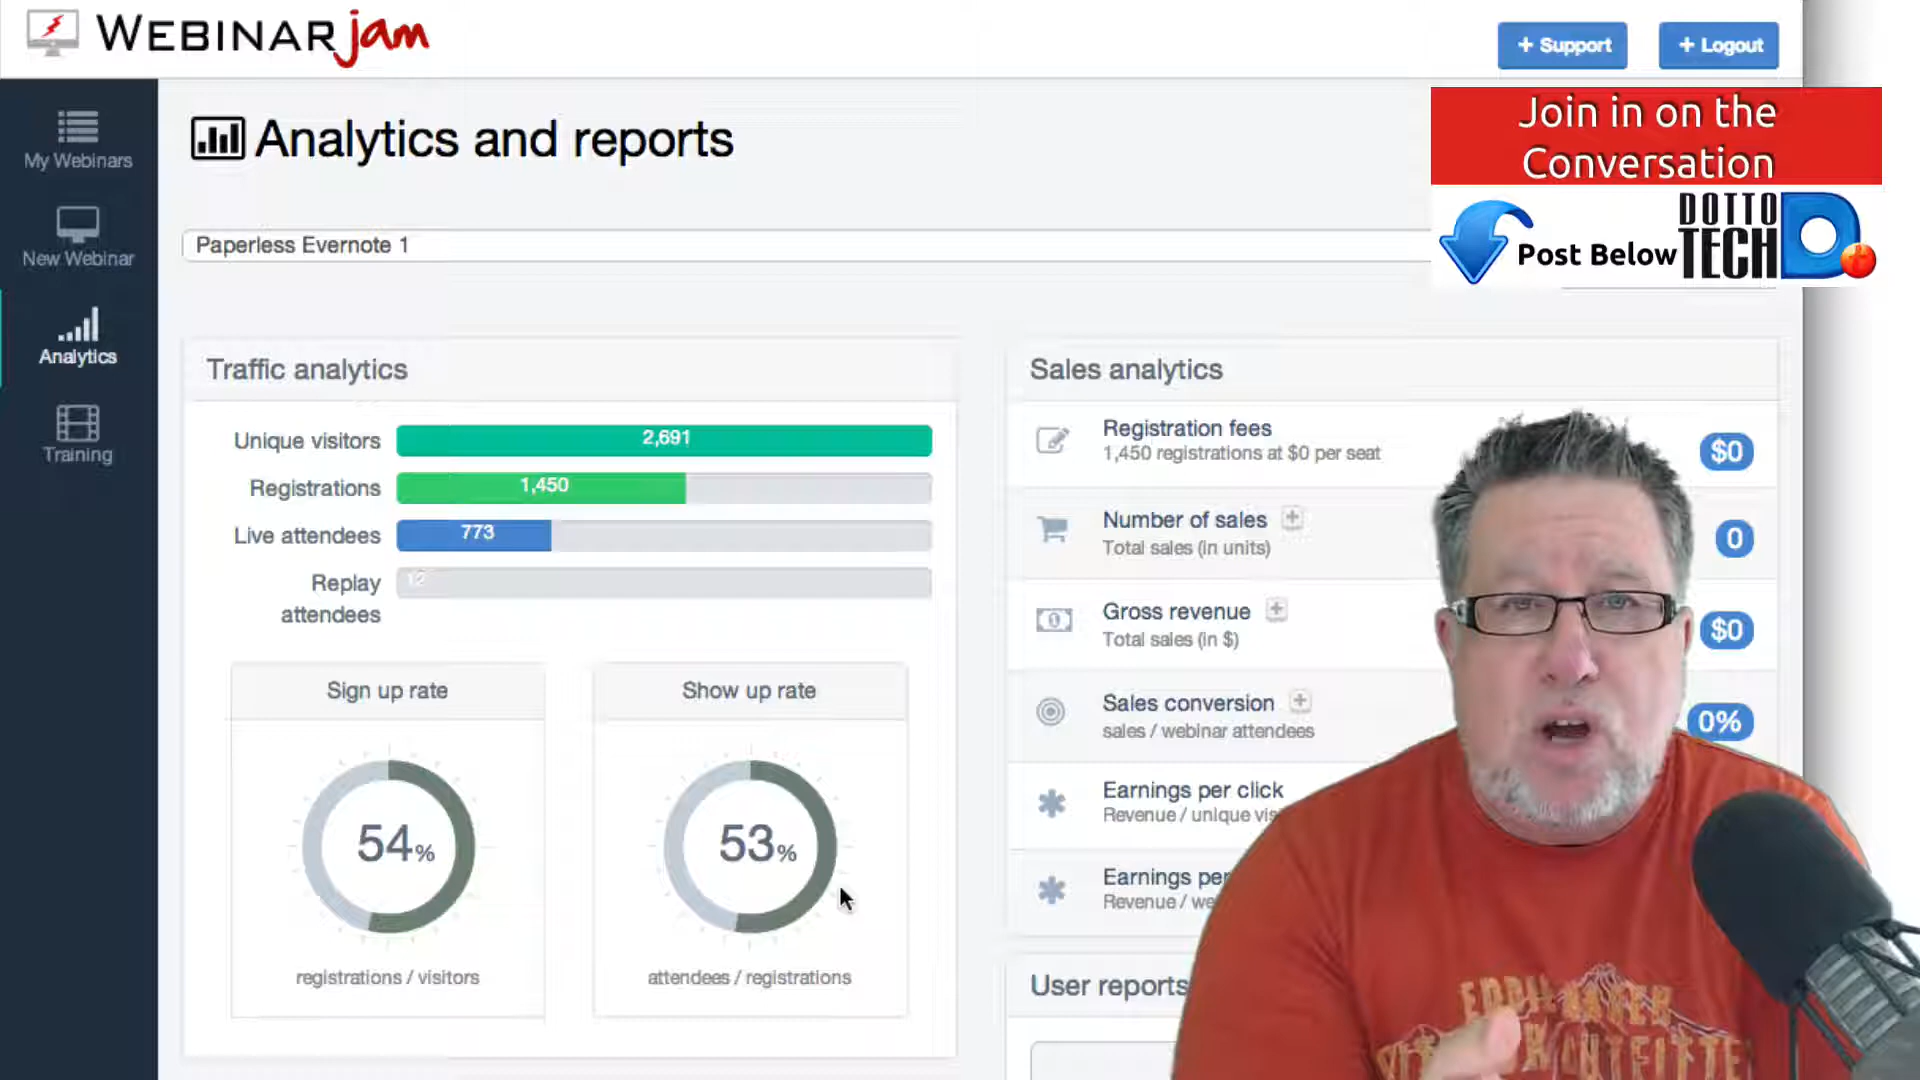 WEBINARjam
+ Support
+ Logout
Join in on the
Conversation
Post Below
DOTTO
TECH
My Webinars
New Webinar
Analytics
Training
Analytics and reports
Paperless Evernote 1
Traffic analytics
Unique visitors 2,691
Registrations 1,450
Live attendees 773
Replay 12
attendees
Sign up rate
54%
registrations / visitors
Show up rate
53%
attendees / registrations
Sales analytics
Registration fees
1,450 registrations at $0 per seat
$0
Number of sales +
Total sales (in units)
0
Gross revenue +
Total sales (in $)
$0
Sales conversion +
sales / webinar attendees
0%
Earnings per click
Revenue / unique
Earnings per
Revenue /
User reports